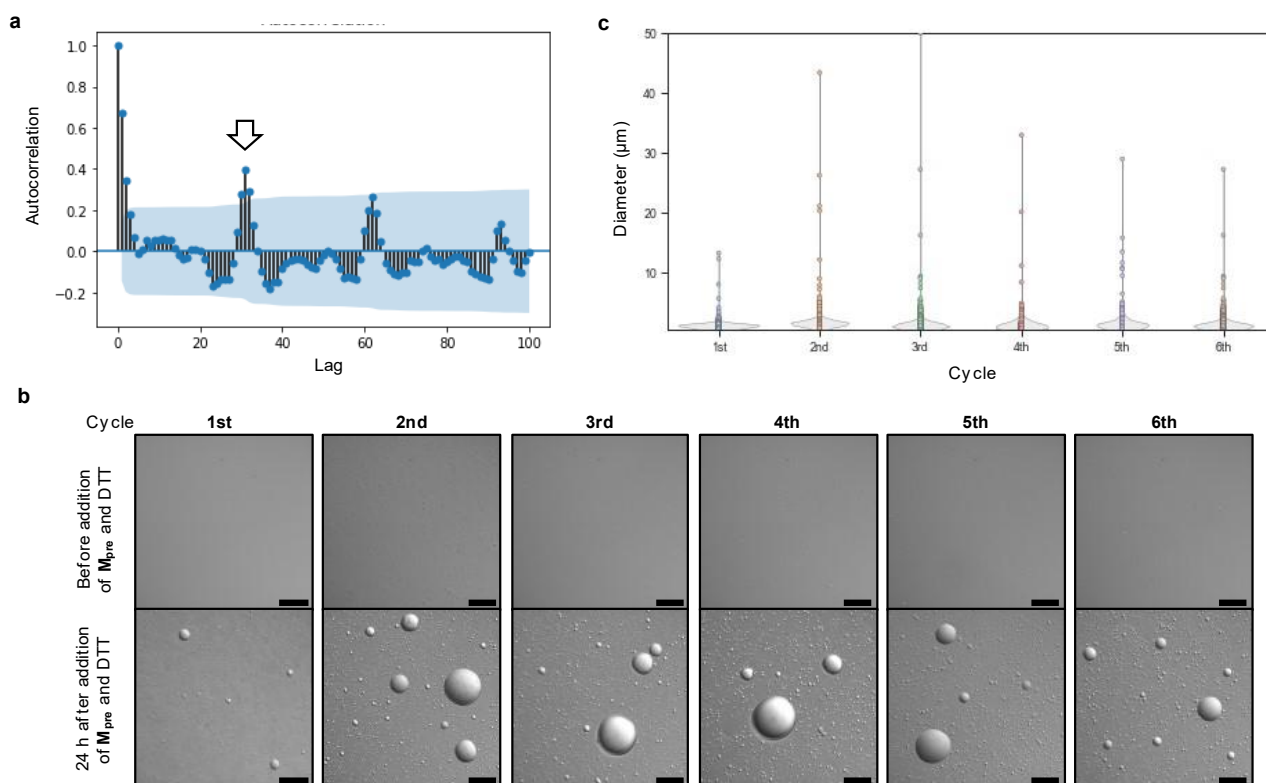 a
1.0
0.8
0.6
0.4
0.2
0.0
−0.2
Autocorrelation
0 20 40 60 80 100
Lag
c
50
40
30
20
10
Diameter (μm)
1st 2nd 3rd 4th 5th 6th
Cycle
b
Cycle 1st 2nd 3rd 4th 5th 6th
Before addition
of Mpre and DTT
24 h after addition
of Mpre and DTT